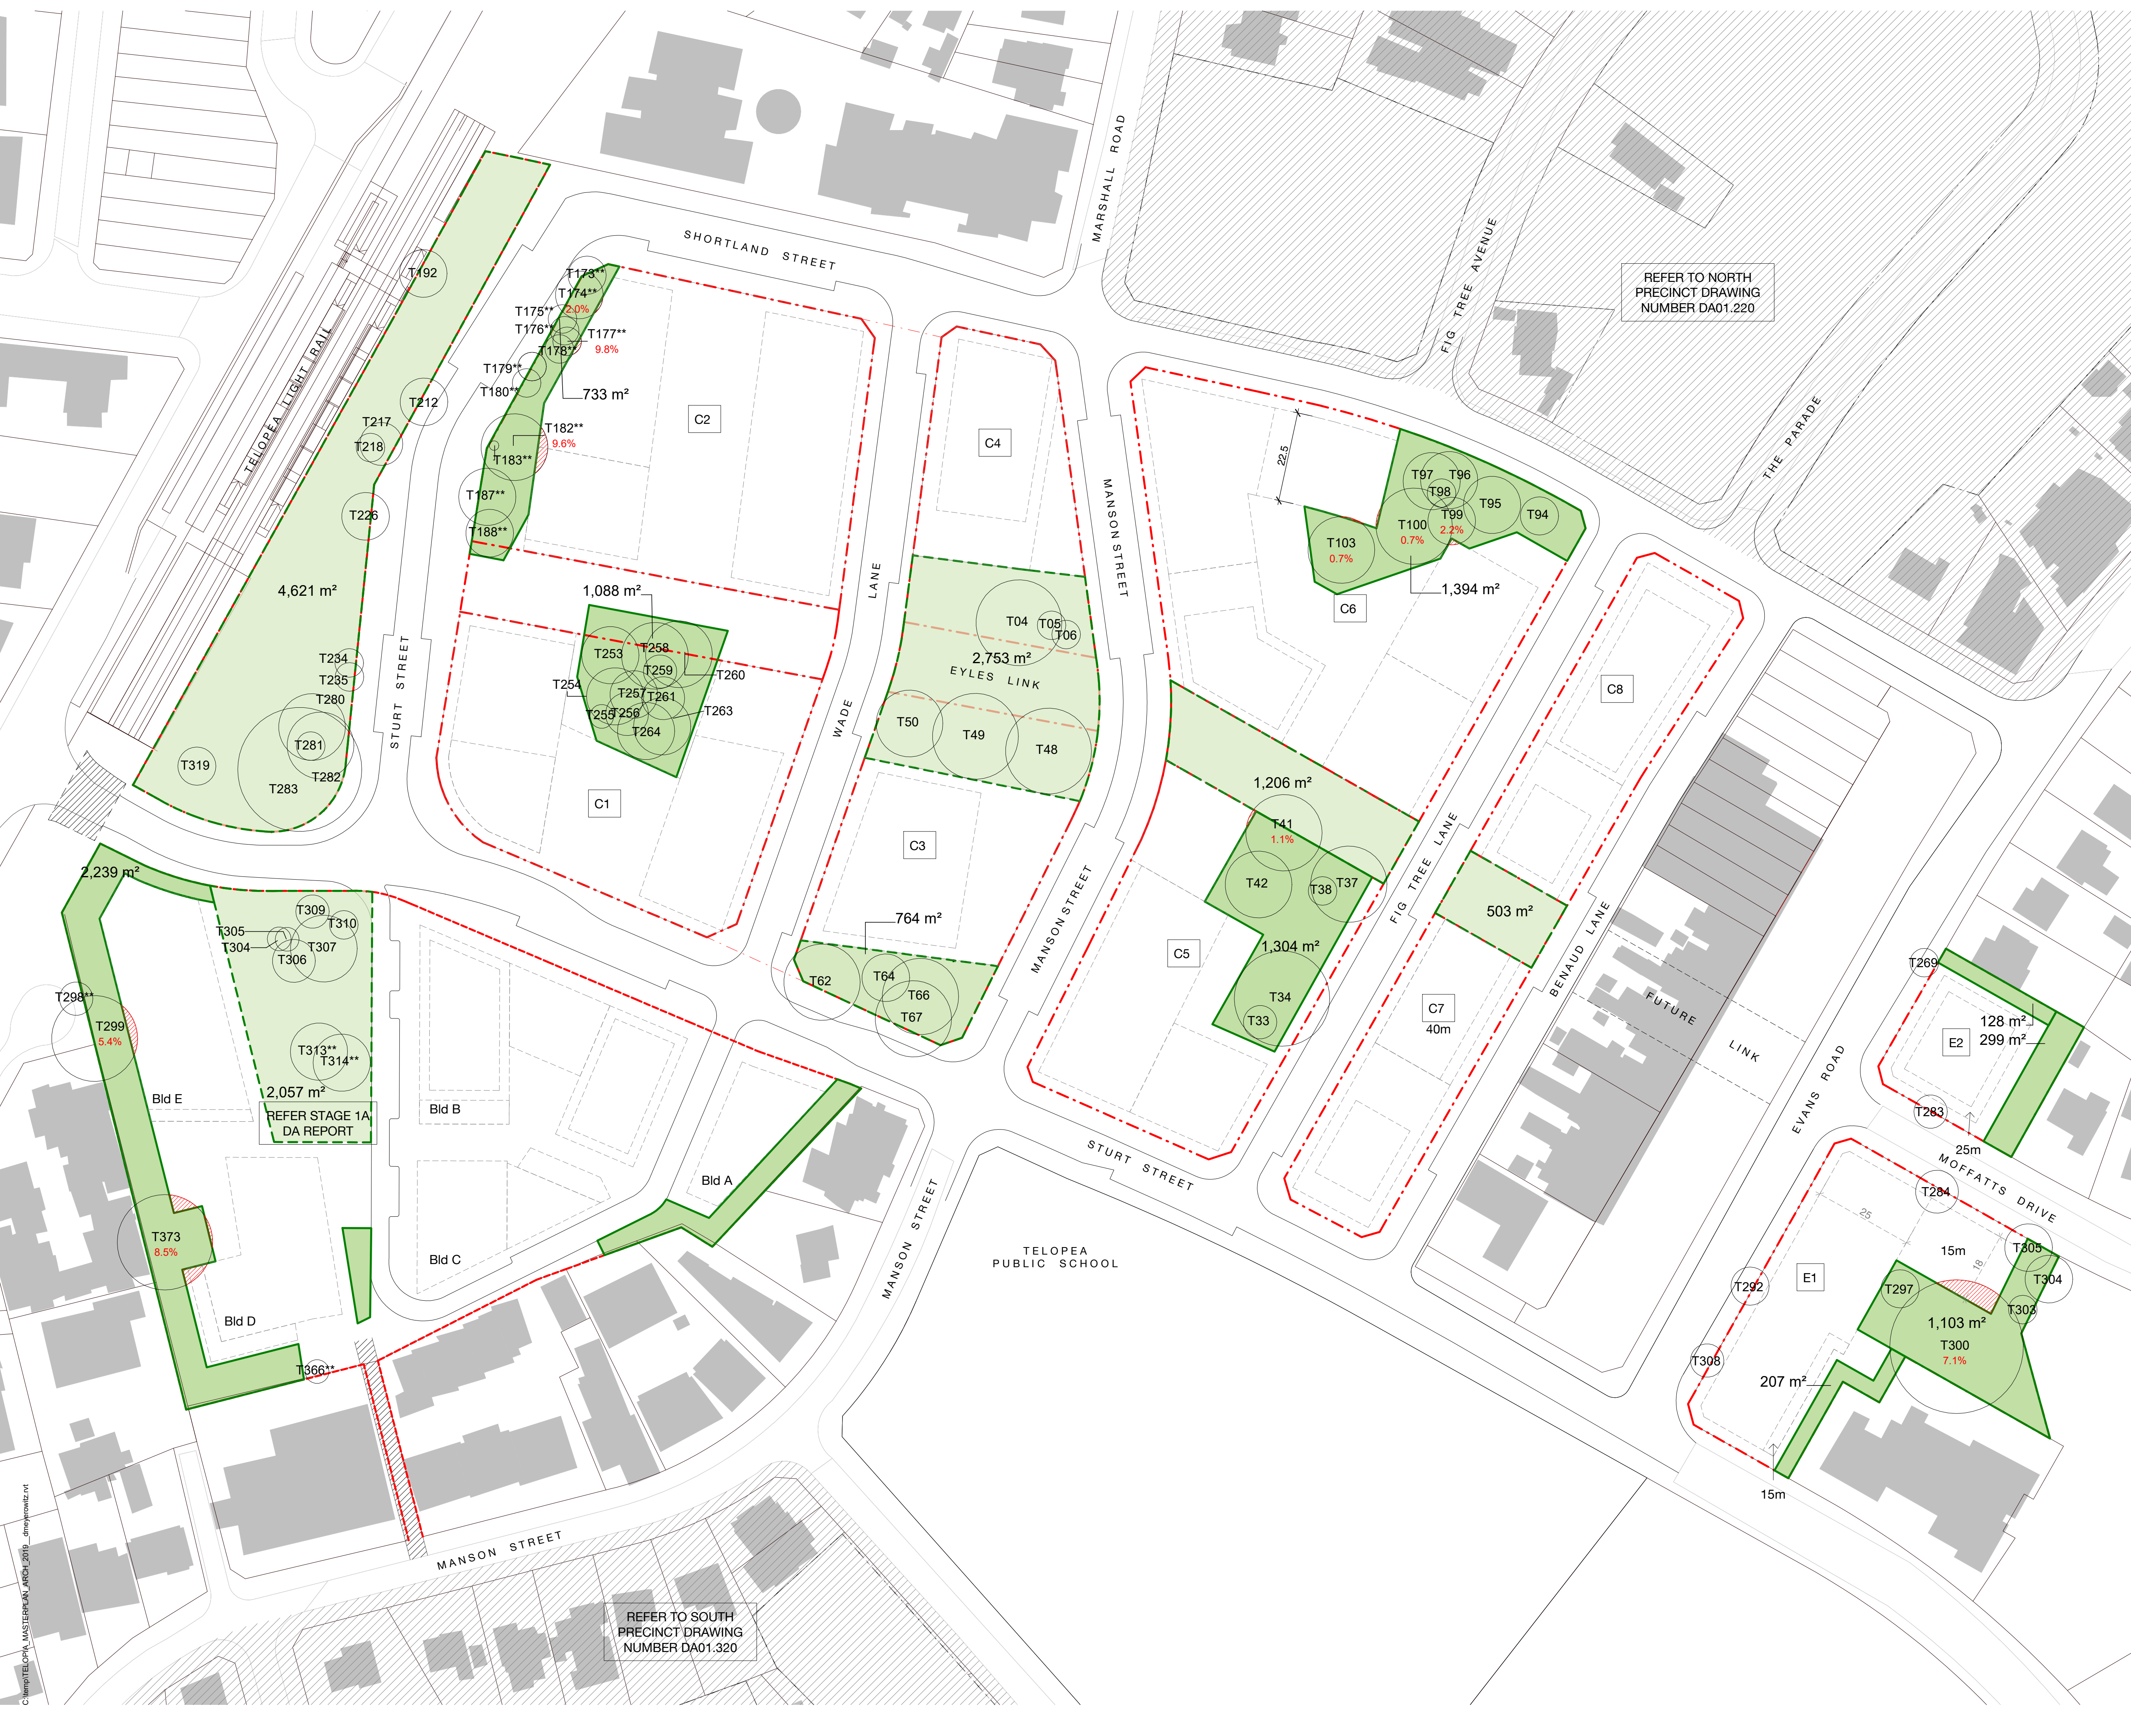 SHORTLAND STREET
MARSHALL ROAD
FIG TREE AVENUE
REFER TO NORTH
PRECINCT DRAWING
NUMBER DA01.220
THE PARADE
TELOPEA LIGHT RAIL
T192
T212
T217
T218
T226
4,621 m²
T234
T235
T280
T281
T282
T283
T319
STURT STREET
T173**
T174**
2.0%
T175**
T176**
T177**
9.8%
T178**
T179**
T180**
733 m²
T182**
9.6%
T183**
T187**
T188**
C2
1,088 m²
T253
T258
T259
T260
T254
T257
T261
T255
T256
T263
T264
C1
WADE LANE
C4
MANSON STREET
T04
T05
T06
2,753 m²
EYLES LINK
T50
T49
T48
C3
764 m²
T62
T64
T66
T67
MANSON STREET
22.5
T97
T96
T98
T95
T94
T99
2.2%
T100
0.7%
T103
0.7%
1,394 m²
C6
1,206 m²
T41
1.1%
T42
T38
T37
1,304 m²
T34
T33
C5
FIG TREE LANE
C8
503 m²
C7
40m
BENAUD LANE
FUTURE LINK
EVANS ROAD
T269
128 m²
299 m²
E2
T283
25m
MOFFATTS DRIVE
T284
25
15m
18
T305
T304
T303
T292
E1
T297
1,103 m²
T300
7.1%
T308
207 m²
15m
2,239 m²
T309
T310
T305
T304
T307
T306
T298**
T299
5.4%
T313**
T314**
2,057 m²
REFER STAGE 1A
DA REPORT
Bld E
Bld B
Bld A
Bld C
Bld D
T373
8.5%
T366**
STURT STREET
TELOPEA
PUBLIC SCHOOL
MANSON STREET
MANSON STREET
REFER TO SOUTH
PRECINCT DRAWING
NUMBER DA01.320
C:\temp\TELOPEA_MASTERPLAN_ARCH_2019__dmeyerowitz.rvt